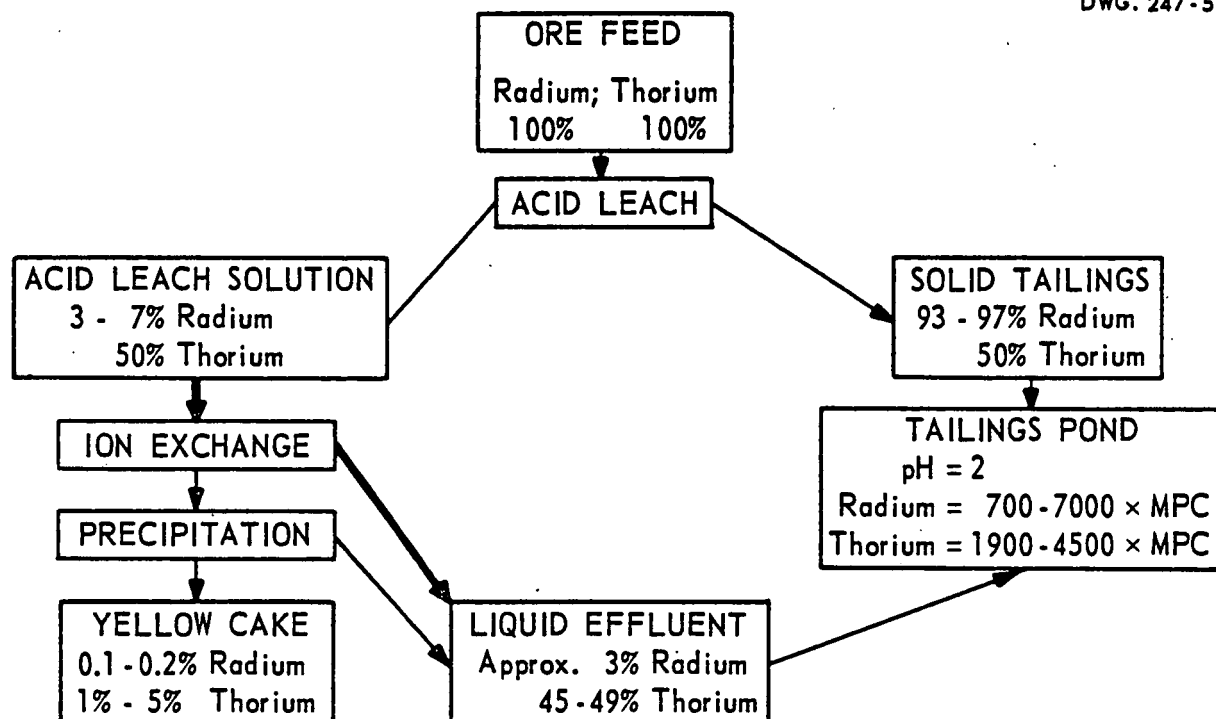 DWG. 247-5
ORE FEED
Radium; Thorium
100% 100%
ACID LEACH
ACID LEACH SOLUTION
3 - 7% Radium
50% Thorium
SOLID TAILINGS
93 - 97% Radium
50% Thorium
ION EXCHANGE
PRECIPITATION
TAILINGS POND
pH = 2
Radium = 700-7000 × MPC
Thorium = 1900-4500 × MPC
YELLOW CAKE
0.1 - 0.2% Radium
1% - 5% Thorium
LIQUID EFFLUENT
Approx. 3% Radium
45 - 49% Thorium